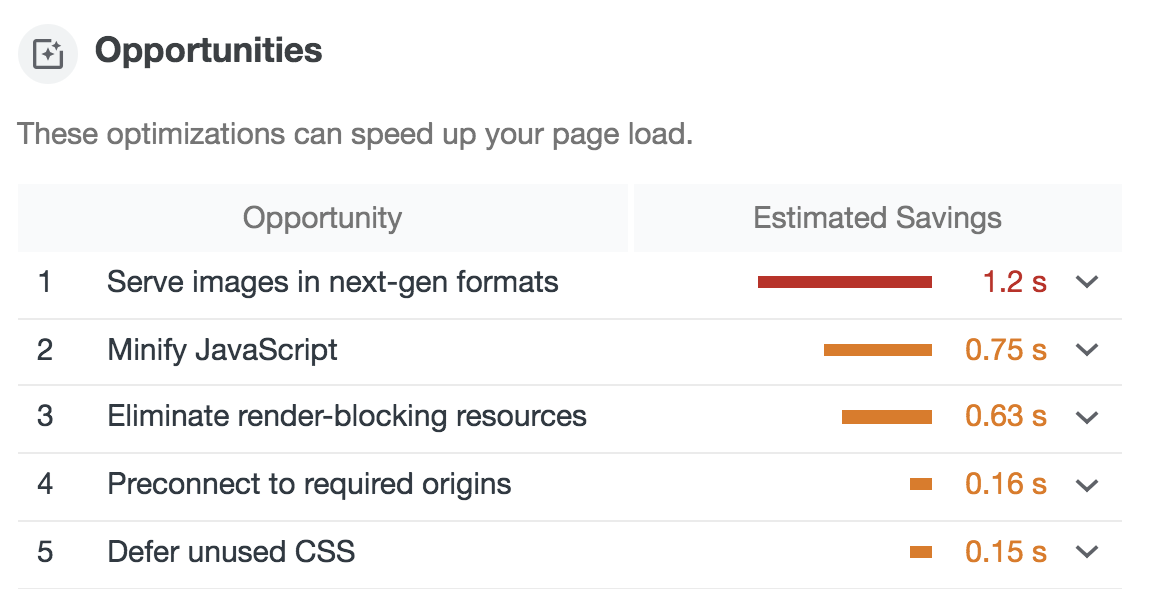 Opportunities
These optimizations can speed up your page load.
Opportunity Estimated Savings
1 Serve images in next-gen formats 1.2 s
2 Minify JavaScript 0.75 s
3 Eliminate render-blocking resources 0.63 s
4 Preconnect to required origins 0.16 s
5 Defer unused CSS 0.15 s